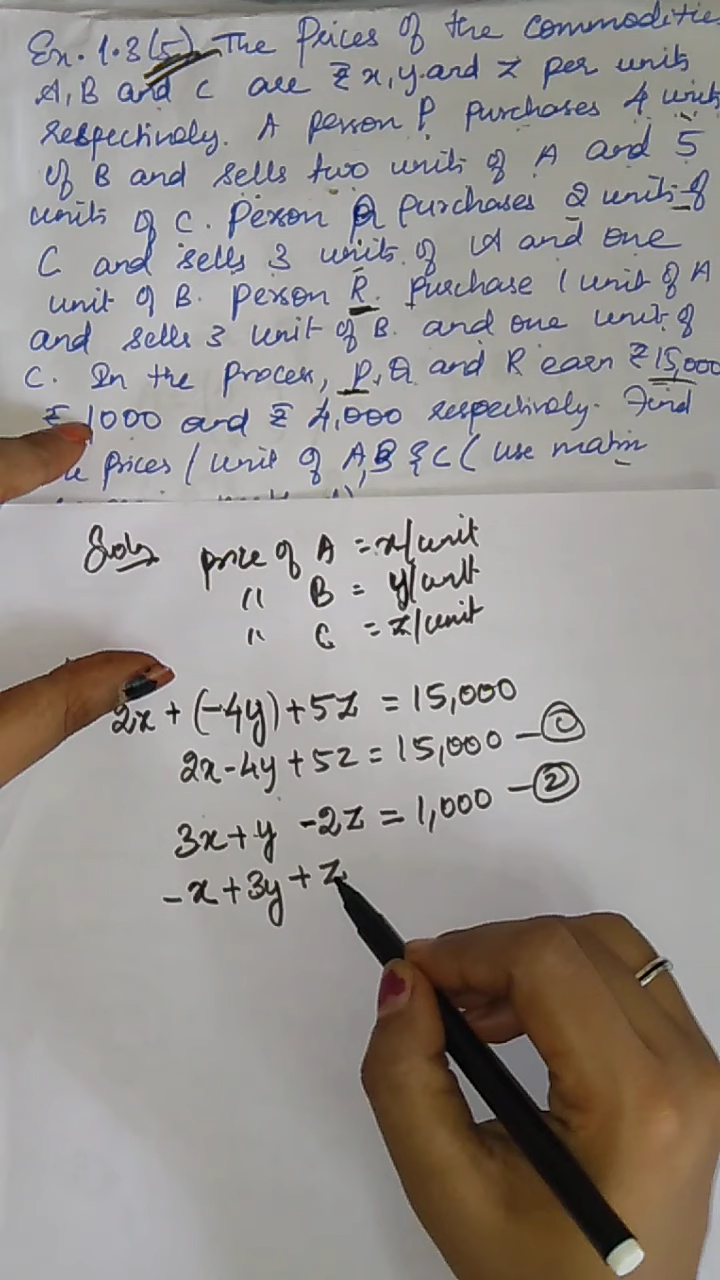 Ex. 1.3(5) The Prices of the commoditie
A, B and C are ₹ x, y and z per units
respectively. A person P purchases 4 units
of B and sells two units of A and 5
units of C. Person Q purchases 2 units of
C and sells 3 units of A and one
unit of B. Person R purchase 1 unit of A
and sells 3 unit of B and one unit of
C. In the process, P, Q and R earn ₹ 15,000
₹ 1000 and ₹ 4,000 respectively. Find
prices / unit of A, B & C ( use matrix
Soln price of A = x/unit
" B = y/unit
" C = z/unit
2x + (-4y) + 5z = 15,000
2x - 4y + 5z = 15,000 - ①
3x + y - 2z = 1,000 - ②
- x + 3y + z